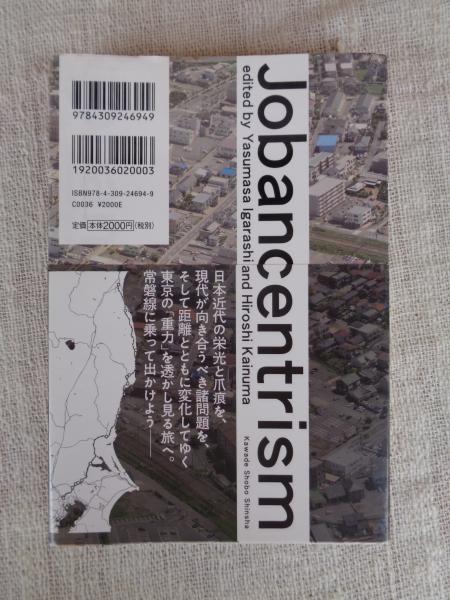 Jobancentrism
edited by Yasumasa Igarashi and Hiroshi Kainuma
Kawade Shobo Shinsha
9784309246949
1920036020003
ISBN978-4-309-24694-9
C0036 ¥2000E
定価 本体2000円(税別)
日本近代の栄光と爪痕を、
現代が向き合うべき諸問題を、
そして距離とともに変化してゆく
東京の「重力」を透かし見る旅へ。
常磐線に乗って出かけよう——